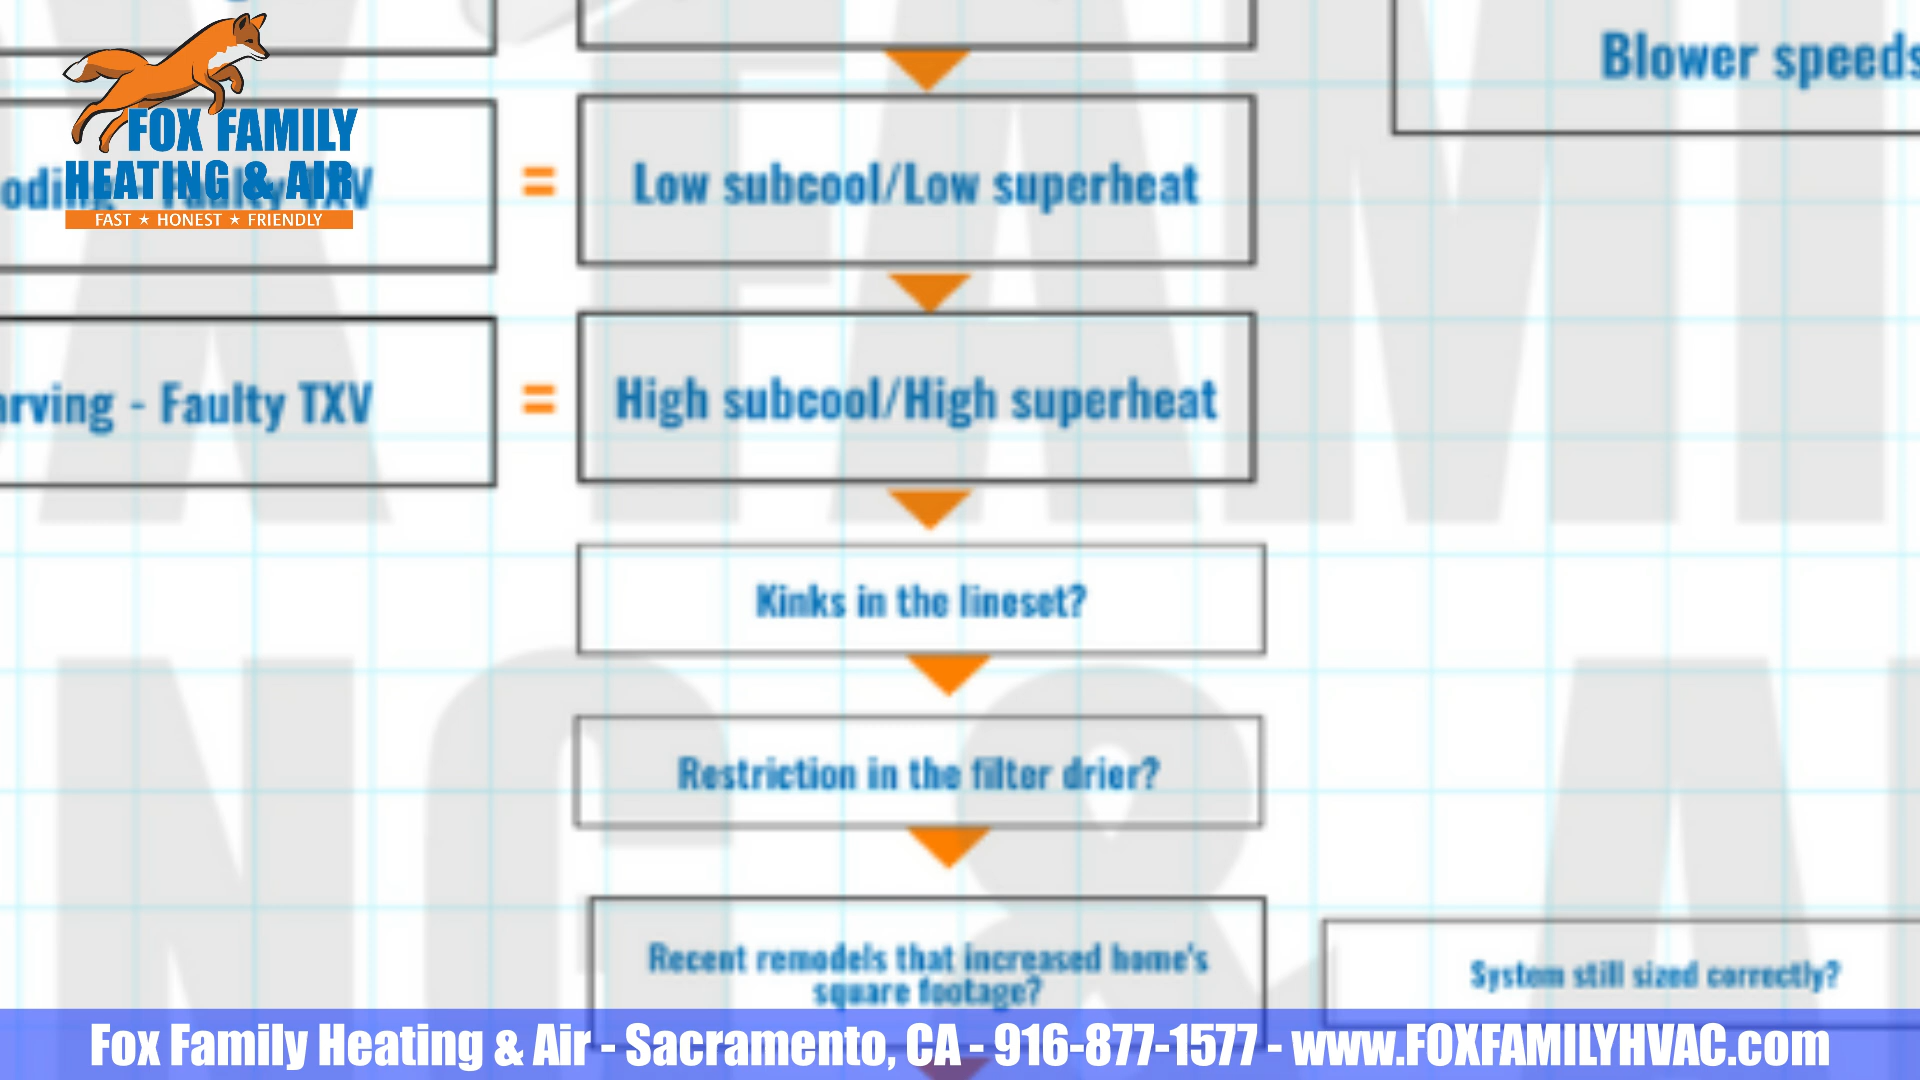 Blower speeds
FOX FAMILY
HEATING & AIR
FAST ★ HONEST ★ FRIENDLY
TXV
=
Low subcool/Low superheat
arving - Faulty TXV
=
High subcool/High superheat
Kinks in the lineset?
Restriction in the filter drier?
Recent remodels that increased home's
square footage?
System still sized correctly?
Fox Family Heating & Air - Sacramento, CA - 916-877-1577 - www.FOXFAMILYHVAC.com